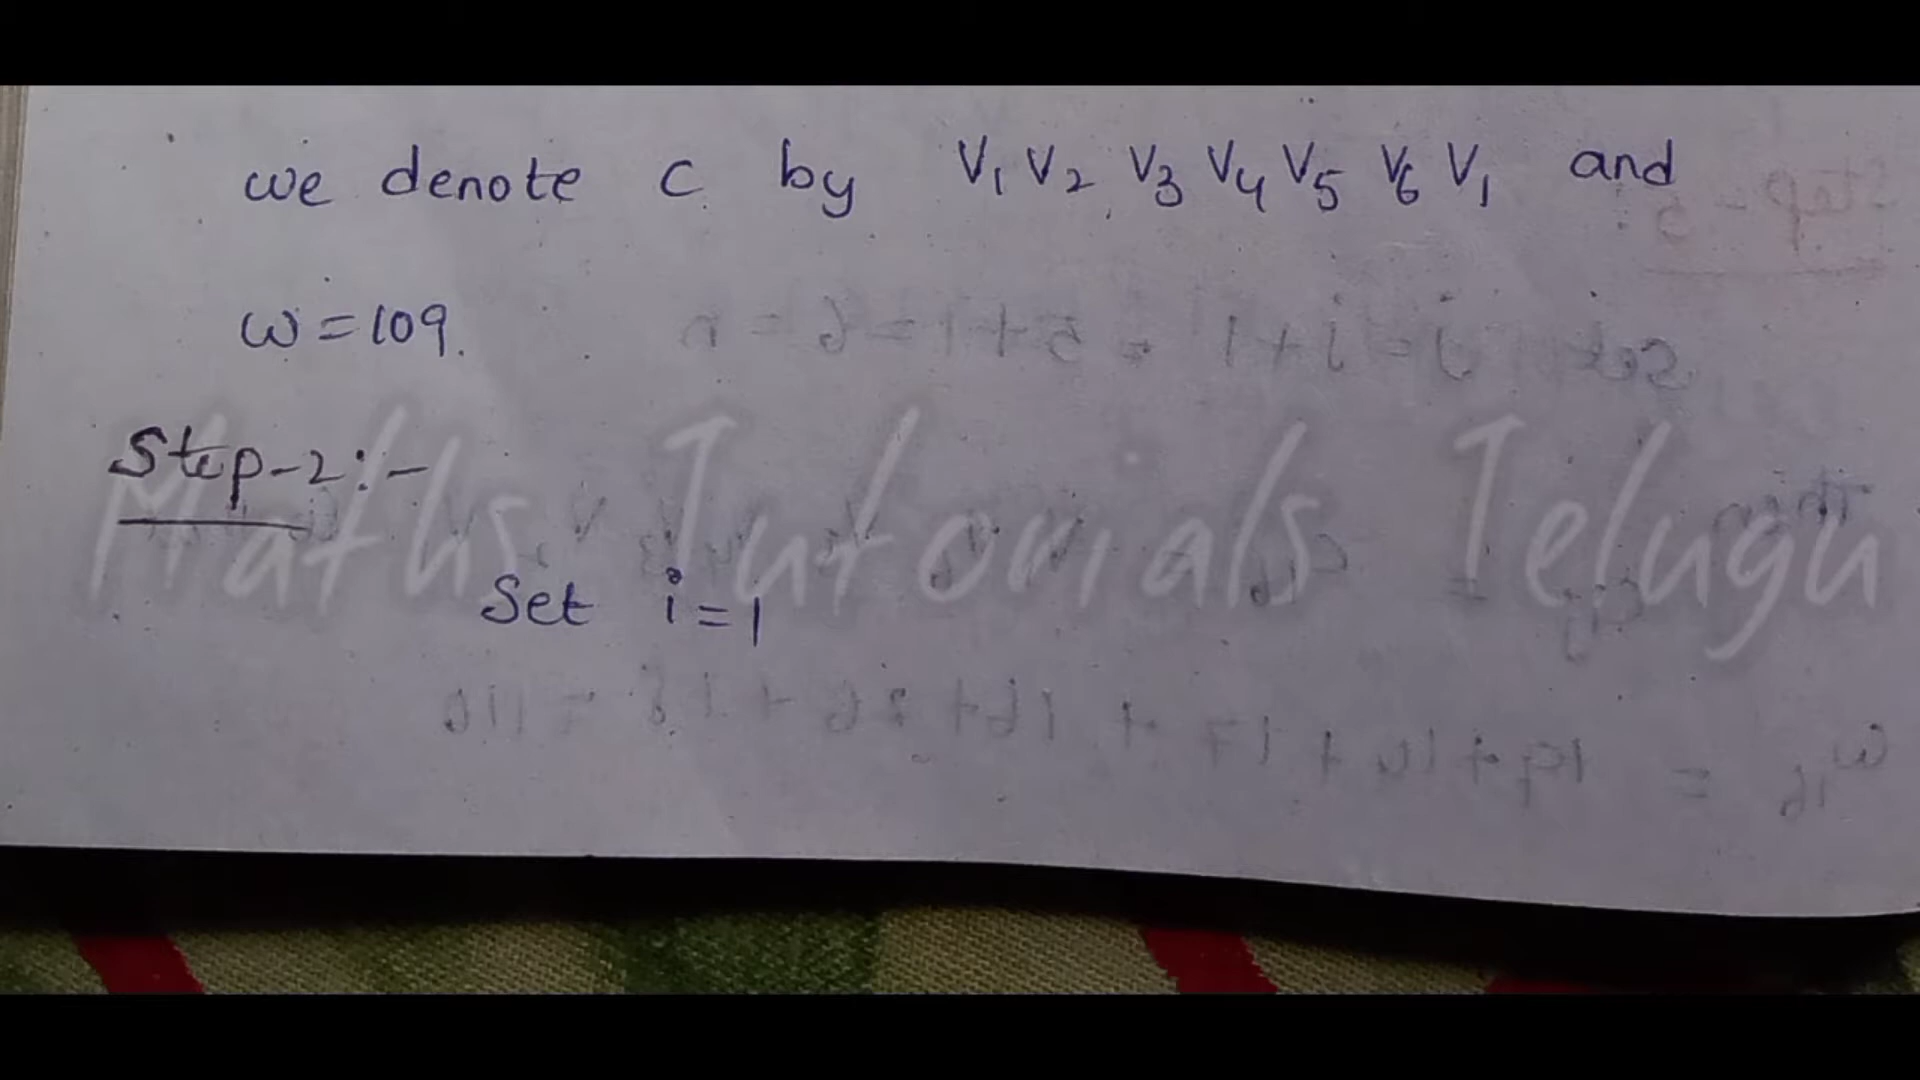 we denote c by V₁ V₂ V₃ V₄ V₅ V₆ V₁ and
w = 109.
Step-2:-
Maths Tutorials Telugu
Set i = 1